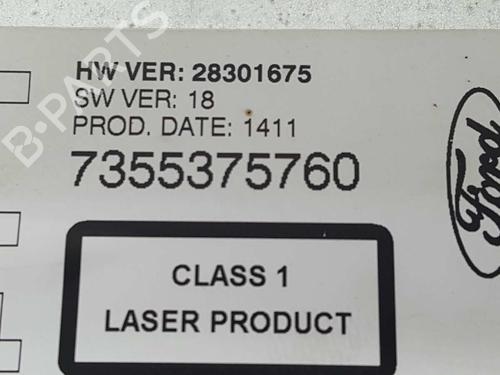 HW VER: 28301675
SW VER: 18
PROD. DATE: 1411
7355375760
Ford
CLASS 1
LASER PRODUCT
B-PARTS